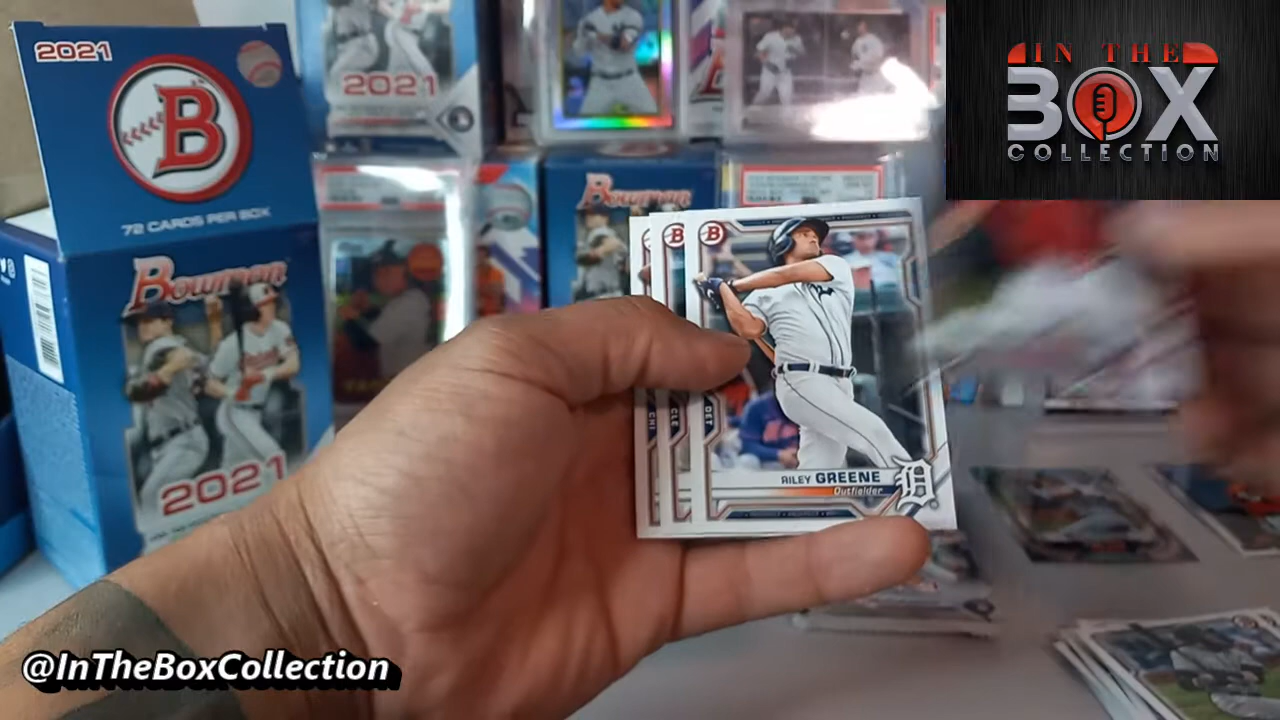 2021
B
72 CARDS PER BOX
Bowman
2021
2021
Bowman
IN THE
BOX
COLLECTION
B
B
CHI
CLE
DET
RILEY GREENE
Outfielder
@InTheBoxCollection